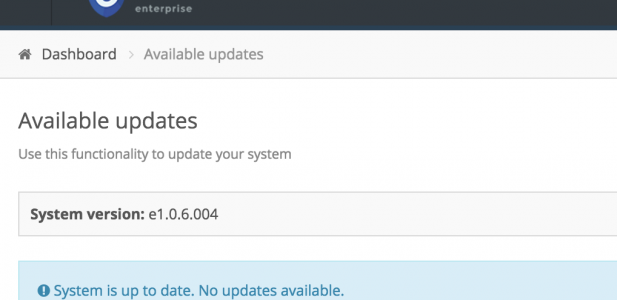 enterprise
Dashboard > Available updates
Available updates
Use this functionality to update your system
System version: e1.0.6.004
System is up to date. No updates available.